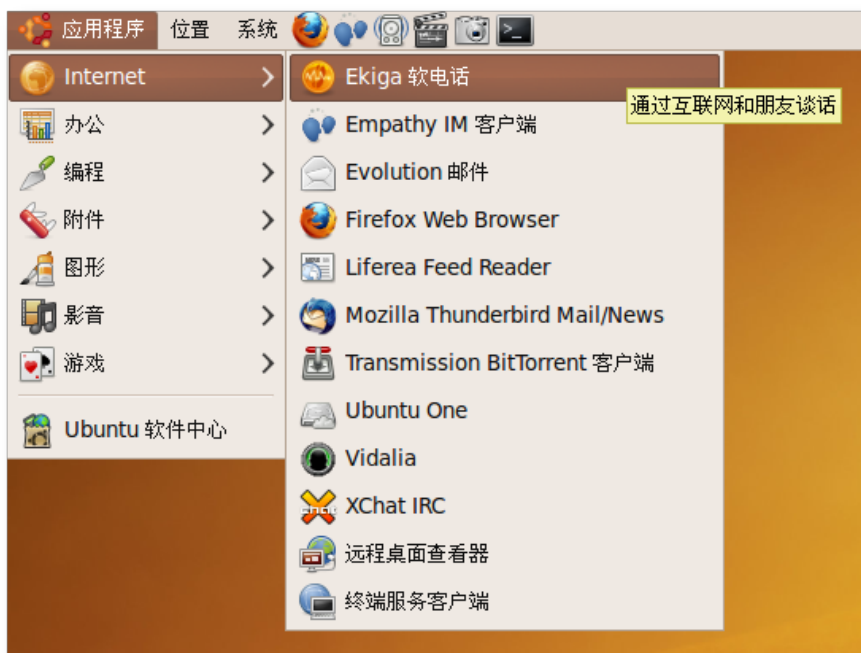 应用程序 位置 系统
Internet
办公
编程
附件
图形
影音
游戏
Ubuntu 软件中心
Ekiga 软电话
通过互联网和朋友谈话
Empathy IM 客户端
Evolution 邮件
Firefox Web Browser
Liferea Feed Reader
Mozilla Thunderbird Mail/News
Transmission BitTorrent 客户端
Ubuntu One
Vidalia
XChat IRC
远程桌面查看器
终端服务客户端